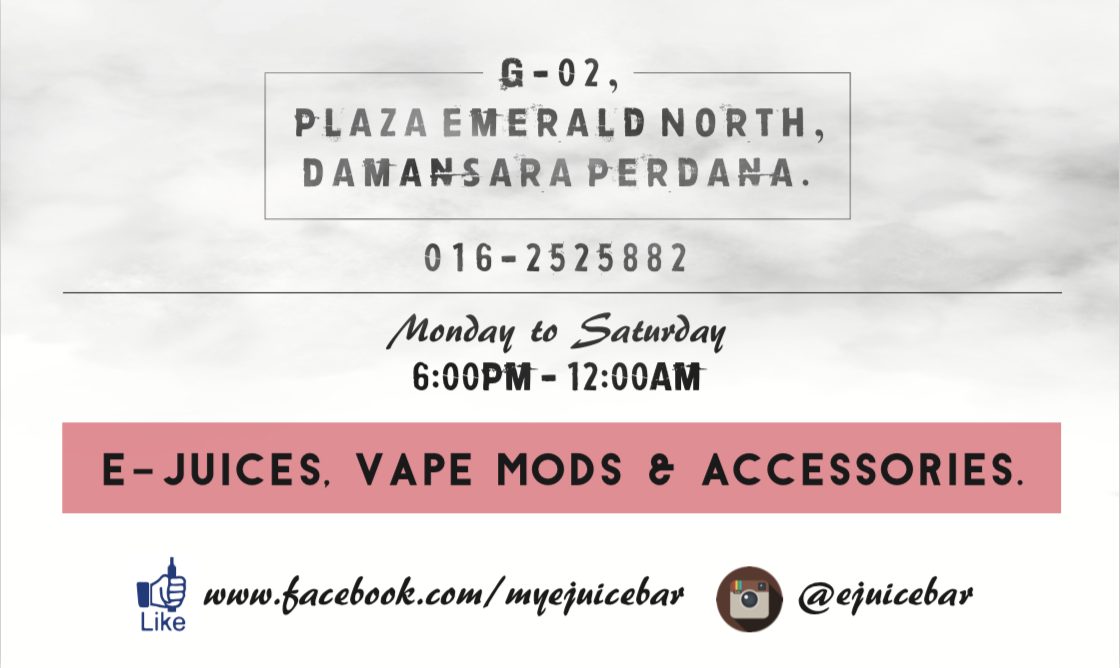 G-02,
PLAZA EMERALD NORTH,
DAMANSARA PERDANA.
016-2525882
Monday to Saturday
6:00PM - 12:00AM
E-JUICES, VAPE MODS & ACCESSORIES.
Like
www.facebook.com/myejuicebar
@ejuicebar